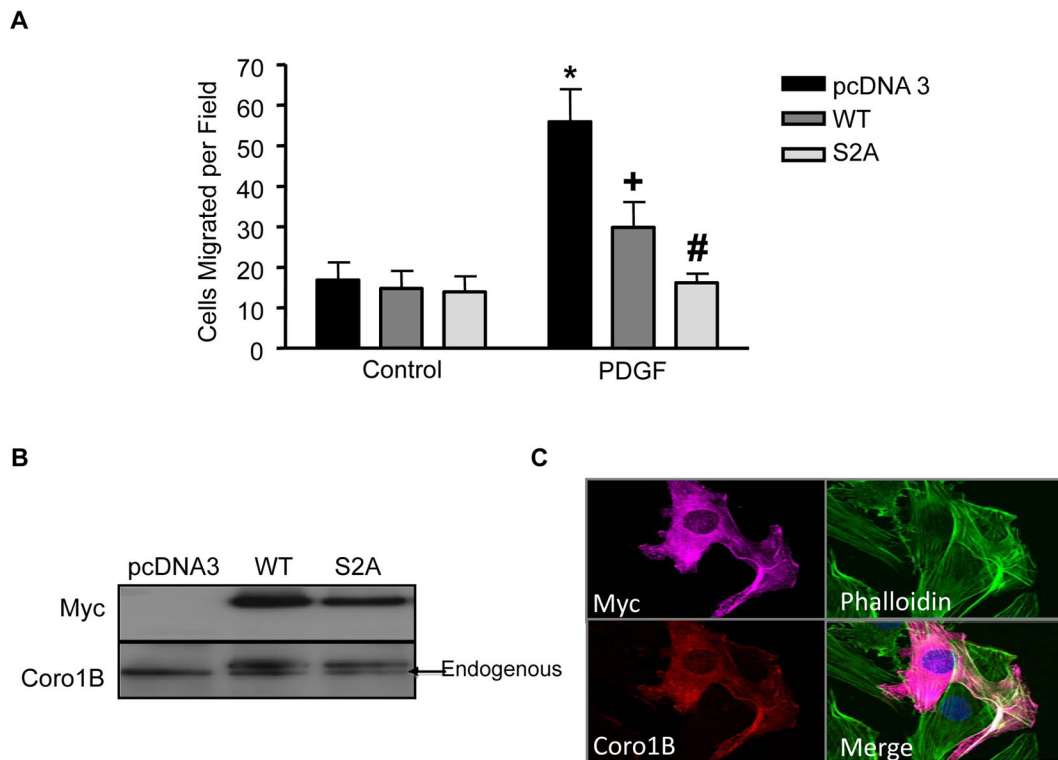 A
Cells Migrated per Field
70
60
50
40
30
20
10
0
*
+
#
Control
PDGF
pcDNA 3
WT
S2A
B
pcDNA3 WT S2A
Myc
Coro1B
Endogenous
C
Myc
Phalloidin
Coro1B
Merge